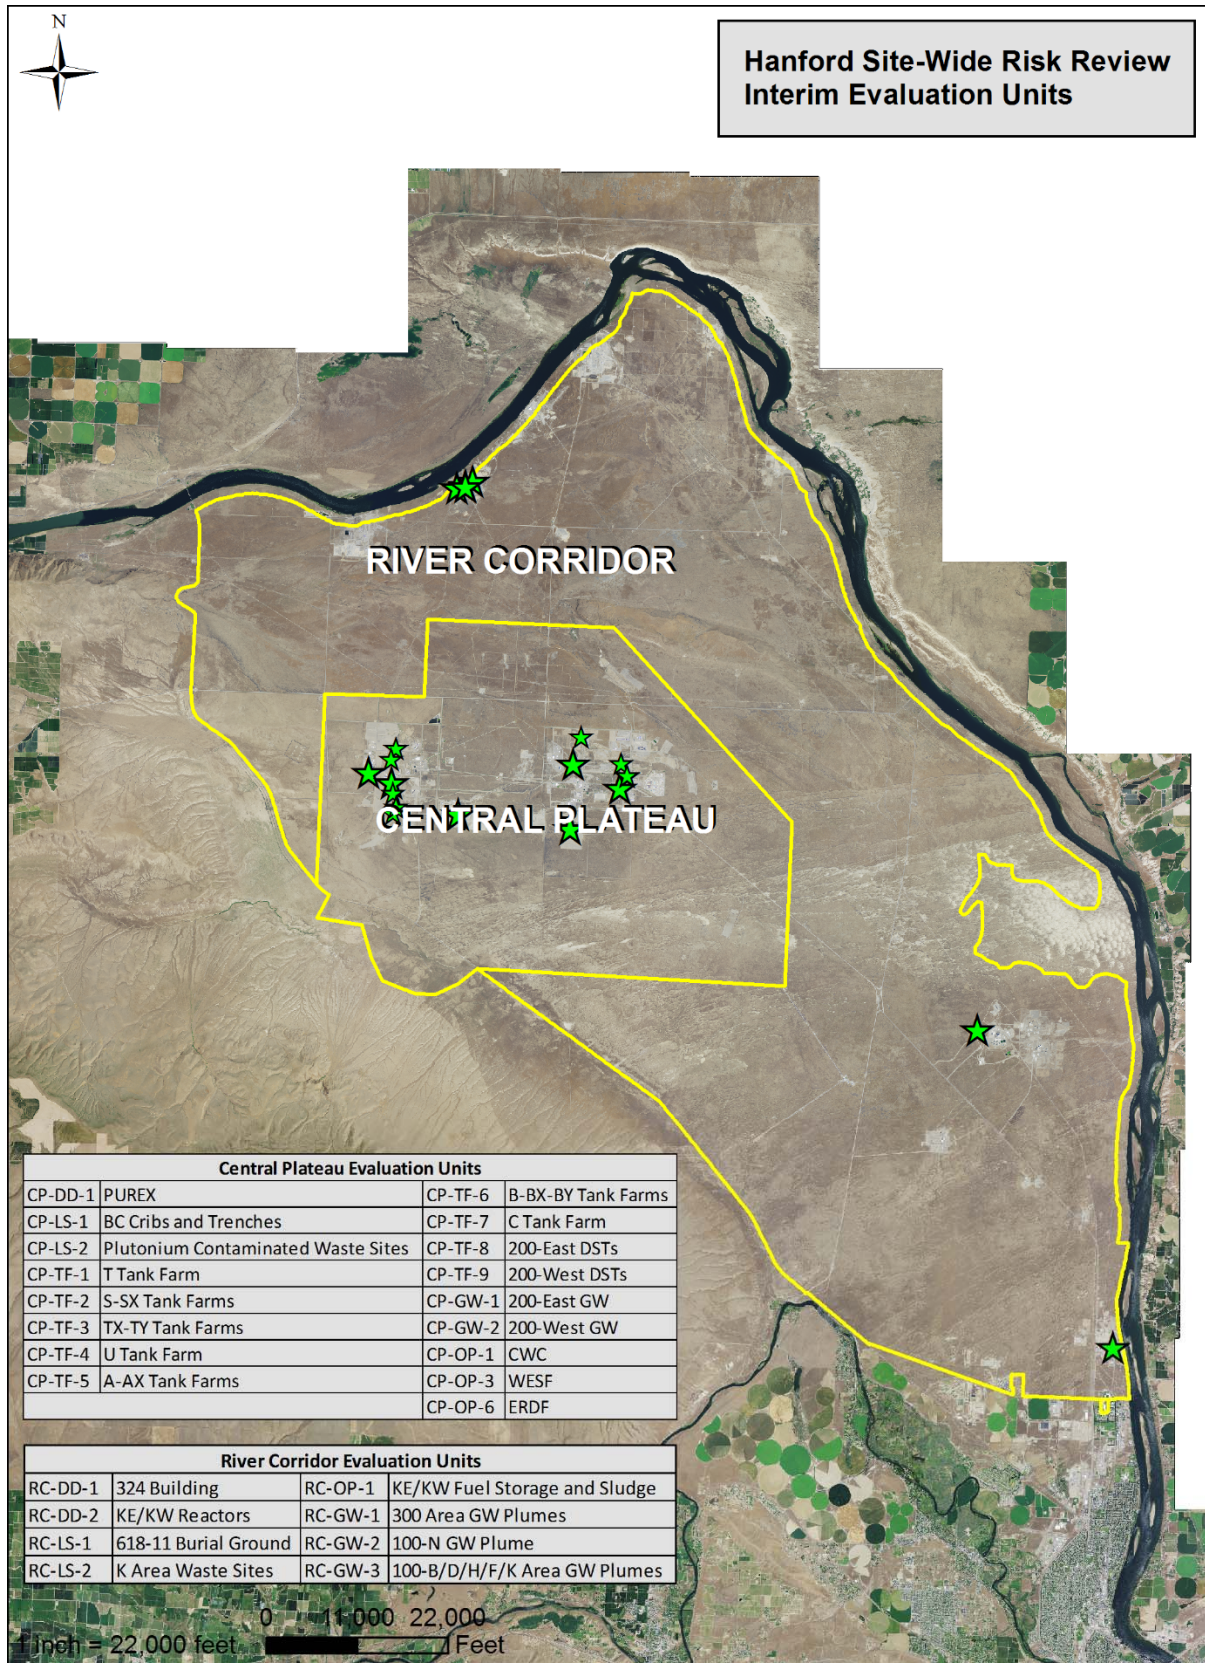 N
Hanford Site-Wide Risk Review
Interim Evaluation Units
RIVER CORRIDOR
CENTRAL PLATEAU
Central Plateau Evaluation Units
CP-DD-1 PUREX CP-TF-6 B-BX-BY Tank Farms
CP-LS-1 BC Cribs and Trenches CP-TF-7 C Tank Farm
CP-LS-2 Plutonium Contaminated Waste Sites CP-TF-8 200-East DSTs
CP-TF-1 T Tank Farm CP-TF-9 200-West DSTs
CP-TF-2 S-SX Tank Farms CP-GW-1 200-East GW
CP-TF-3 TX-TY Tank Farms CP-GW-2 200-West GW
CP-TF-4 U Tank Farm CP-OP-1 CWC
CP-TF-5 A-AX Tank Farms CP-OP-3 WESF
CP-OP-6 ERDF
River Corridor Evaluation Units
RC-DD-1 324 Building RC-OP-1 KE/KW Fuel Storage and Sludge
RC-DD-2 KE/KW Reactors RC-GW-1 300 Area GW Plumes
RC-LS-1 618-11 Burial Ground RC-GW-2 100-N GW Plume
RC-LS-2 K Area Waste Sites RC-GW-3 100-B/D/H/F/K Area GW Plumes
0 11,000 22,000
1 inch = 22,000 feet Feet